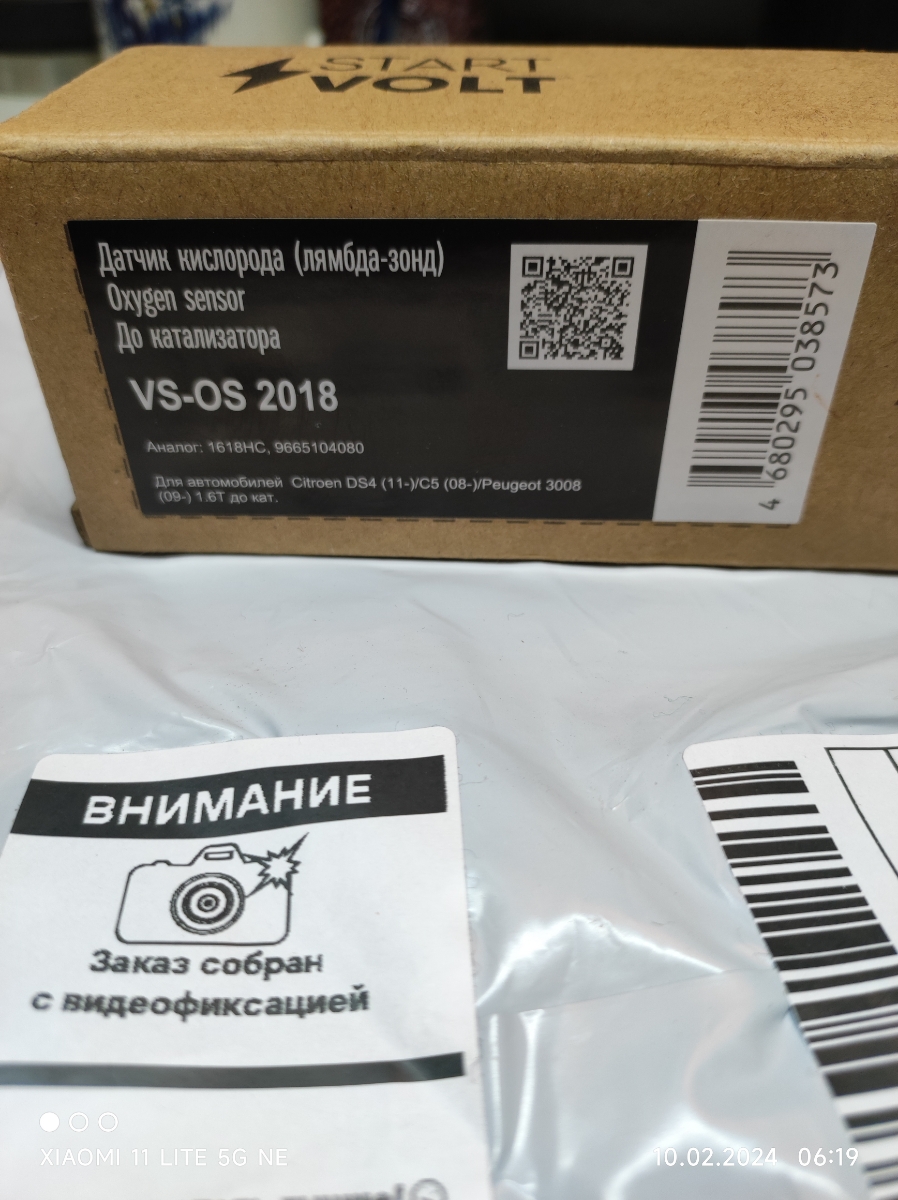 START
VOLT
Датчик кислорода (лямбда-зонд)
Oxygen sensor
До катализатора
VS-OS 2018
Аналог: 1618HC, 9665104080
Для автомобилей Citroen DS4 (11-)/C5 (08-)/Peugeot 3008
(09-) 1.6T до кат.
4 680295 038573
ВНИМАНИЕ
Заказ собран
с видеофиксацией
XIAOMI 11 LITE 5G NE
10.02.2024 06:19